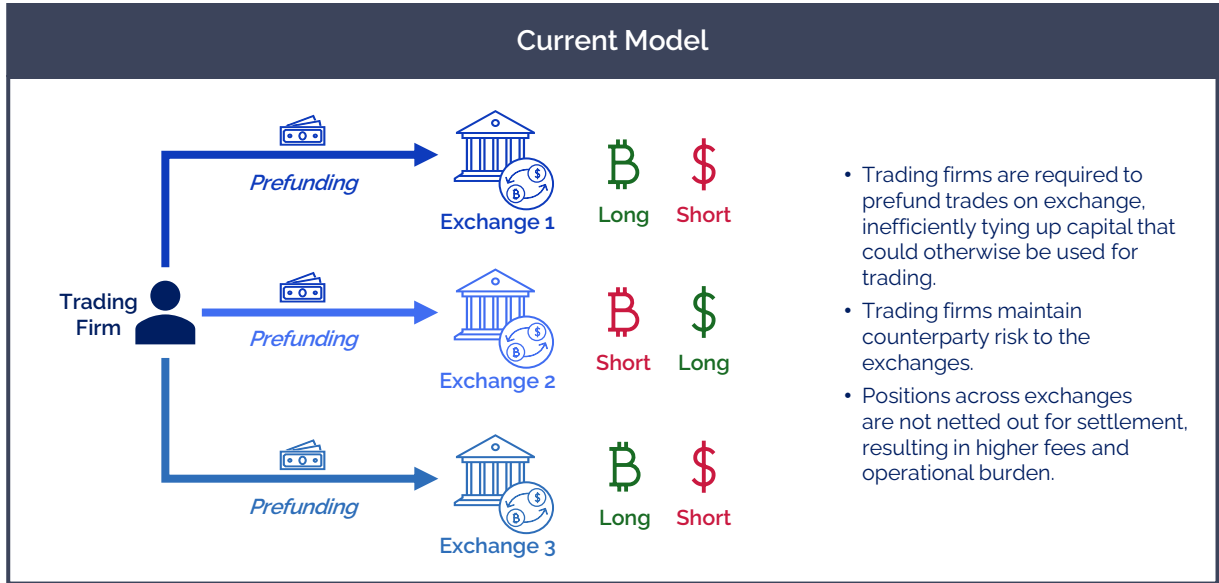 Current Model
Prefunding
Exchange 1
Long
Short
Trading
Firm
Prefunding
Exchange 2
Short
Long
Prefunding
Exchange 3
Long
Short
• Trading firms are required to
prefund trades on exchange,
inefficiently tying up capital that
could otherwise be used for
trading.
• Trading firms maintain
counterparty risk to the
exchanges.
• Positions across exchanges
are not netted out for settlement,
resulting in higher fees and
operational burden.